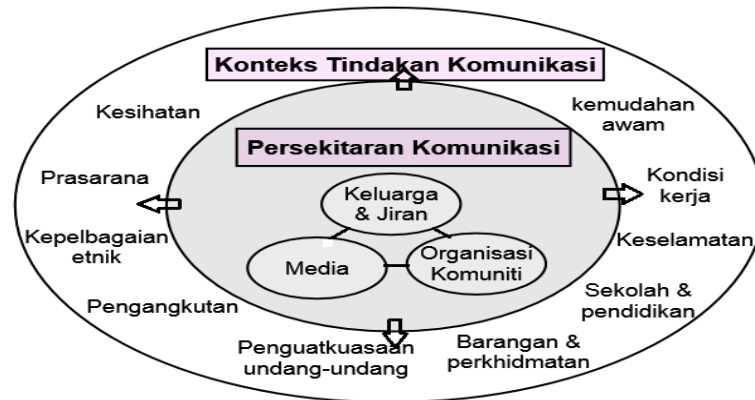 Konteks Tindakan Komunikasi
Kesihatan
kemudahan
awam
Persekitaran Komunikasi
Prasarana
Kondisi
kerja
Keluarga
& Jiran
Kepelbagaian
etnik
Media
Organisasi
Komuniti
Keselamatan
Pengangkutan
Sekolah &
pendidikan
Penguatkuasaan
undang-undang
Barangan &
perkhidmatan